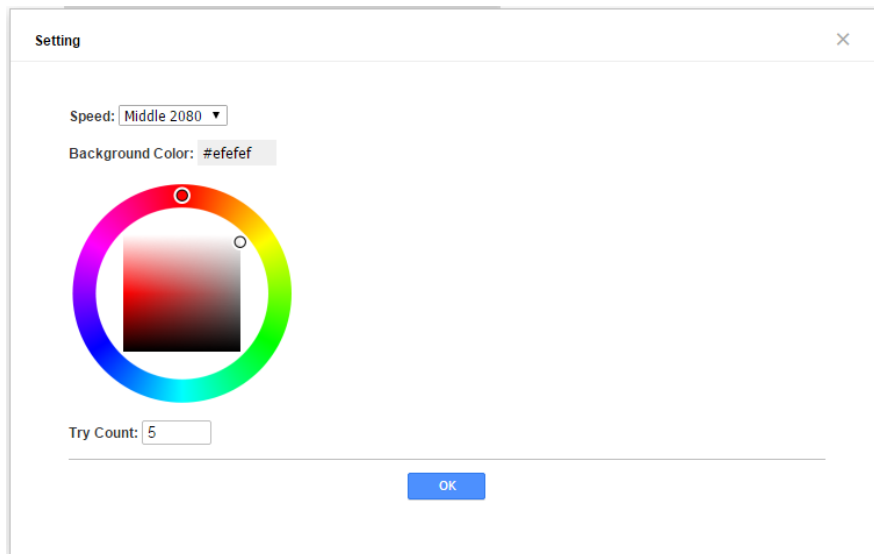 Setting
Speed: Middle 2080
Background Color: #efefef
Try Count: 5
OK